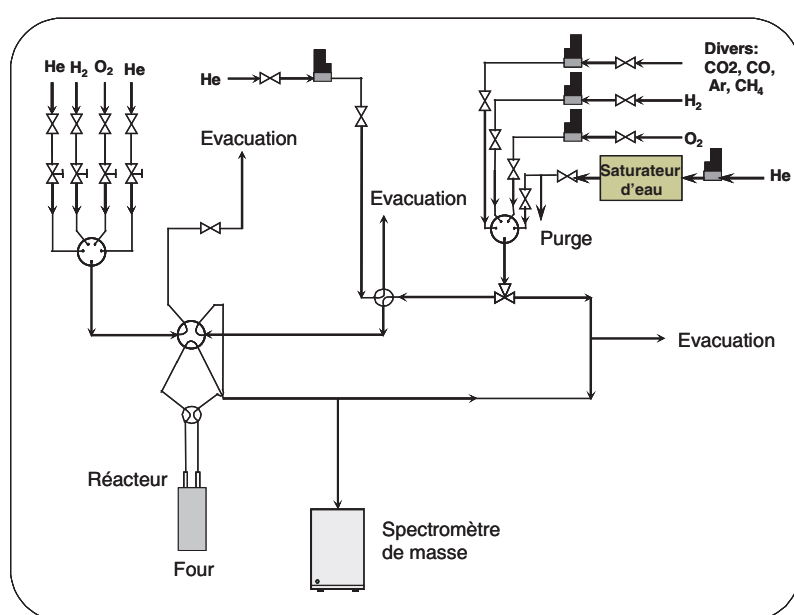 He H2 O2 He
He
Evacuation
Divers:
CO2, CO,
Ar, CH4
H2
O2
Saturateur
d'eau
He
Evacuation
Purge
Evacuation
Réacteur
Four
Spectromètre
de masse